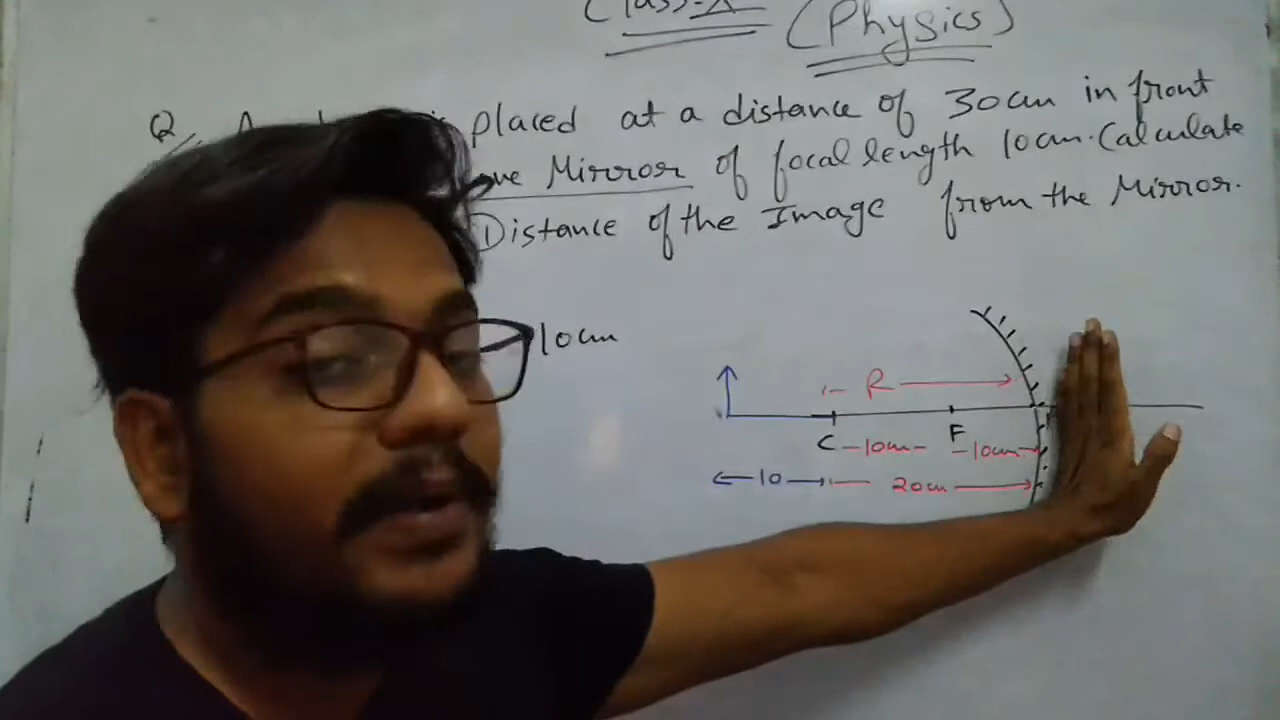 Class-X
(Physics)
Q, placed at a distance of 30cm in front
Mirror of focal length 10cm. Calculate
Distance of the Image from the Mirror.
10cm
R
C F
10cm 10cm
10 20cm